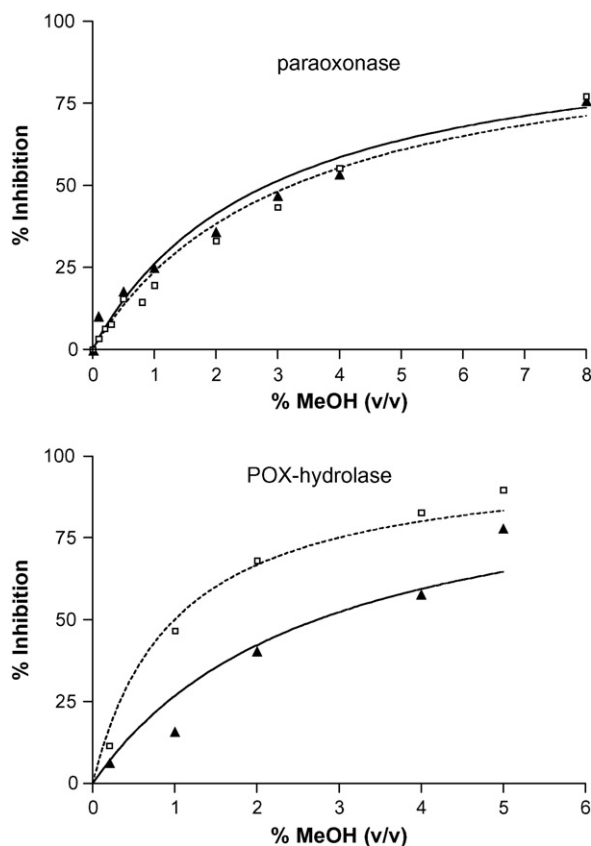 paraoxonase
100
75
50
25
0
% Inhibition
0 1 2 3 4 5 6 7 8
% MeOH (v/v)
POX-hydrolase
100
75
50
25
0
% Inhibition
0 1 2 3 4 5 6
% MeOH (v/v)